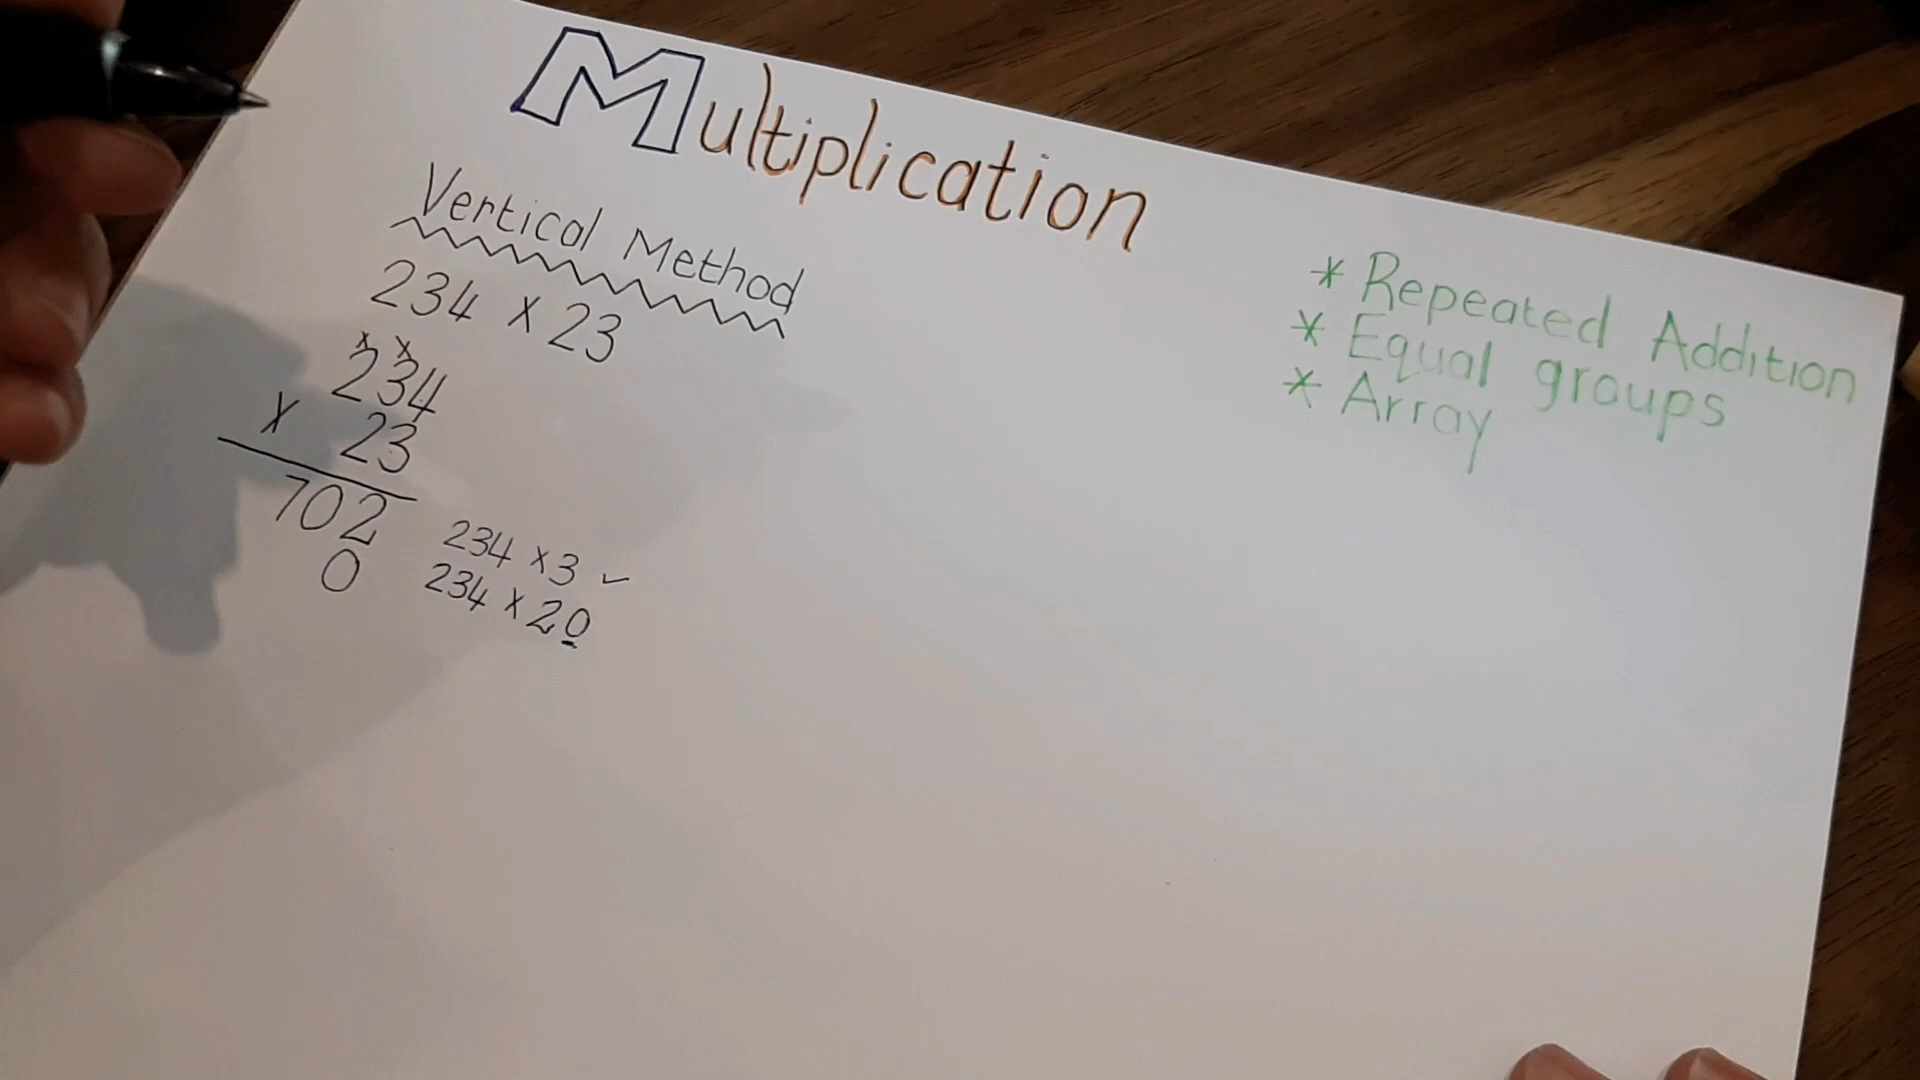 Multiplication
Vertical Method
234 x 23
234
x 23
702
0
234 x 3 ✓
234 x 20
* Repeated Addition
* Equal groups
* Array